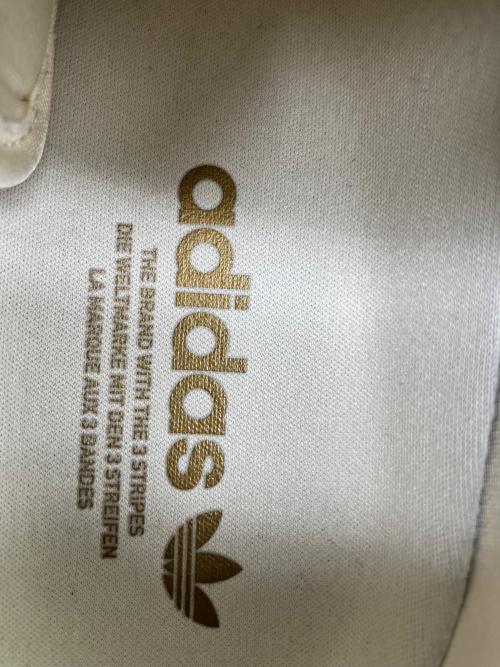 adidas
THE BRAND WITH THE 3 STRIPES
DIE WELTMARKE MIT DEN 3 STREIFEN
LA MARQUE AUX 3 BANDES